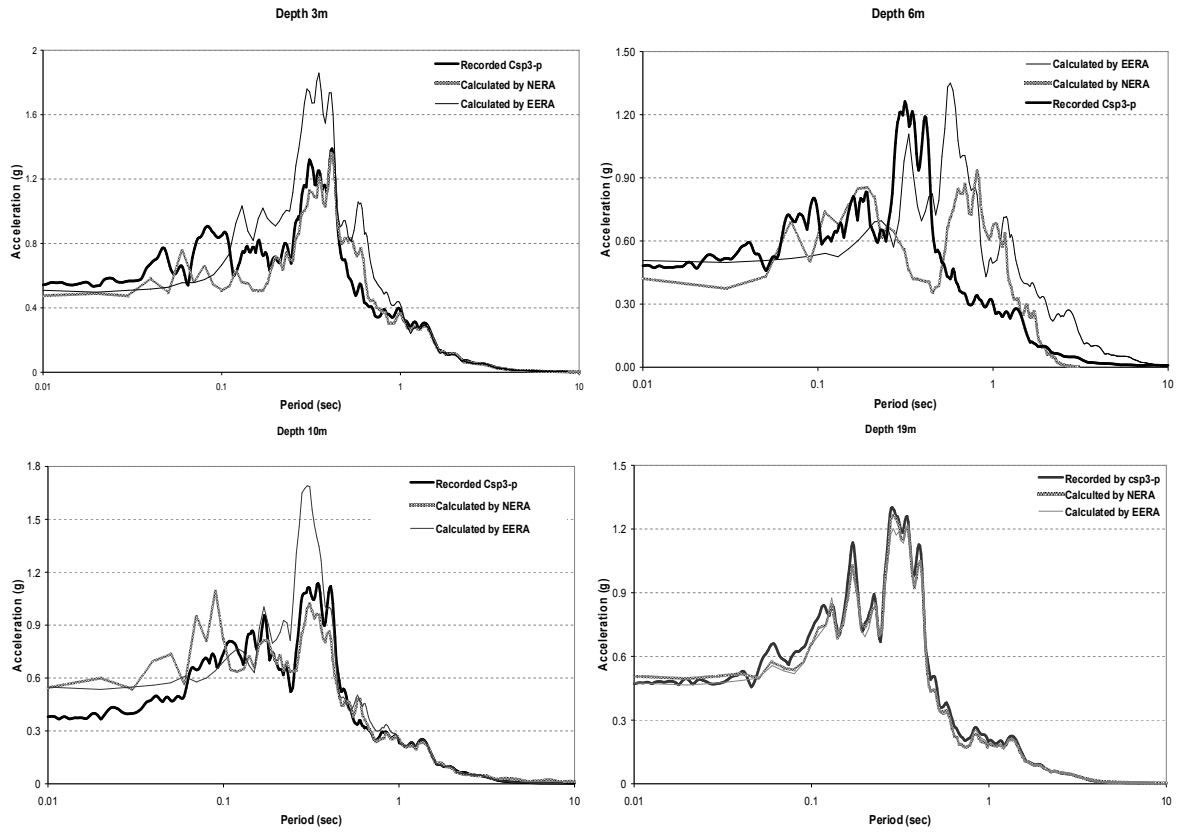 Depth 3m
2
1.6
1.2
0.8
0.4
0
Acceleration (g)
Recorded Csp3-p
Calculated by NERA
Calculated by EERA
0.01
0.1
1
10
Period (sec)
Depth 6m
1.50
1.20
0.90
0.60
0.30
0.00
Acceleration (g)
Calculated by EERA
Calculated by NERA
Recorded Csp3-p
0.01
0.1
1
10
Period (sec)
Depth 10m
1.8
1.5
1.2
0.9
0.6
0.3
0
Acceleration (g)
Recorded Csp3-p
Calculated by NERA
Calculated by EERA
0.01
0.1
1
10
Period (sec)
Depth 19m
1.5
1.2
0.9
0.6
0.3
0
Acceleration (g)
Recorded by csp3-p
Calculted by NERA
Calculated by EERA
0.01
0.1
1
10
Period (sec)